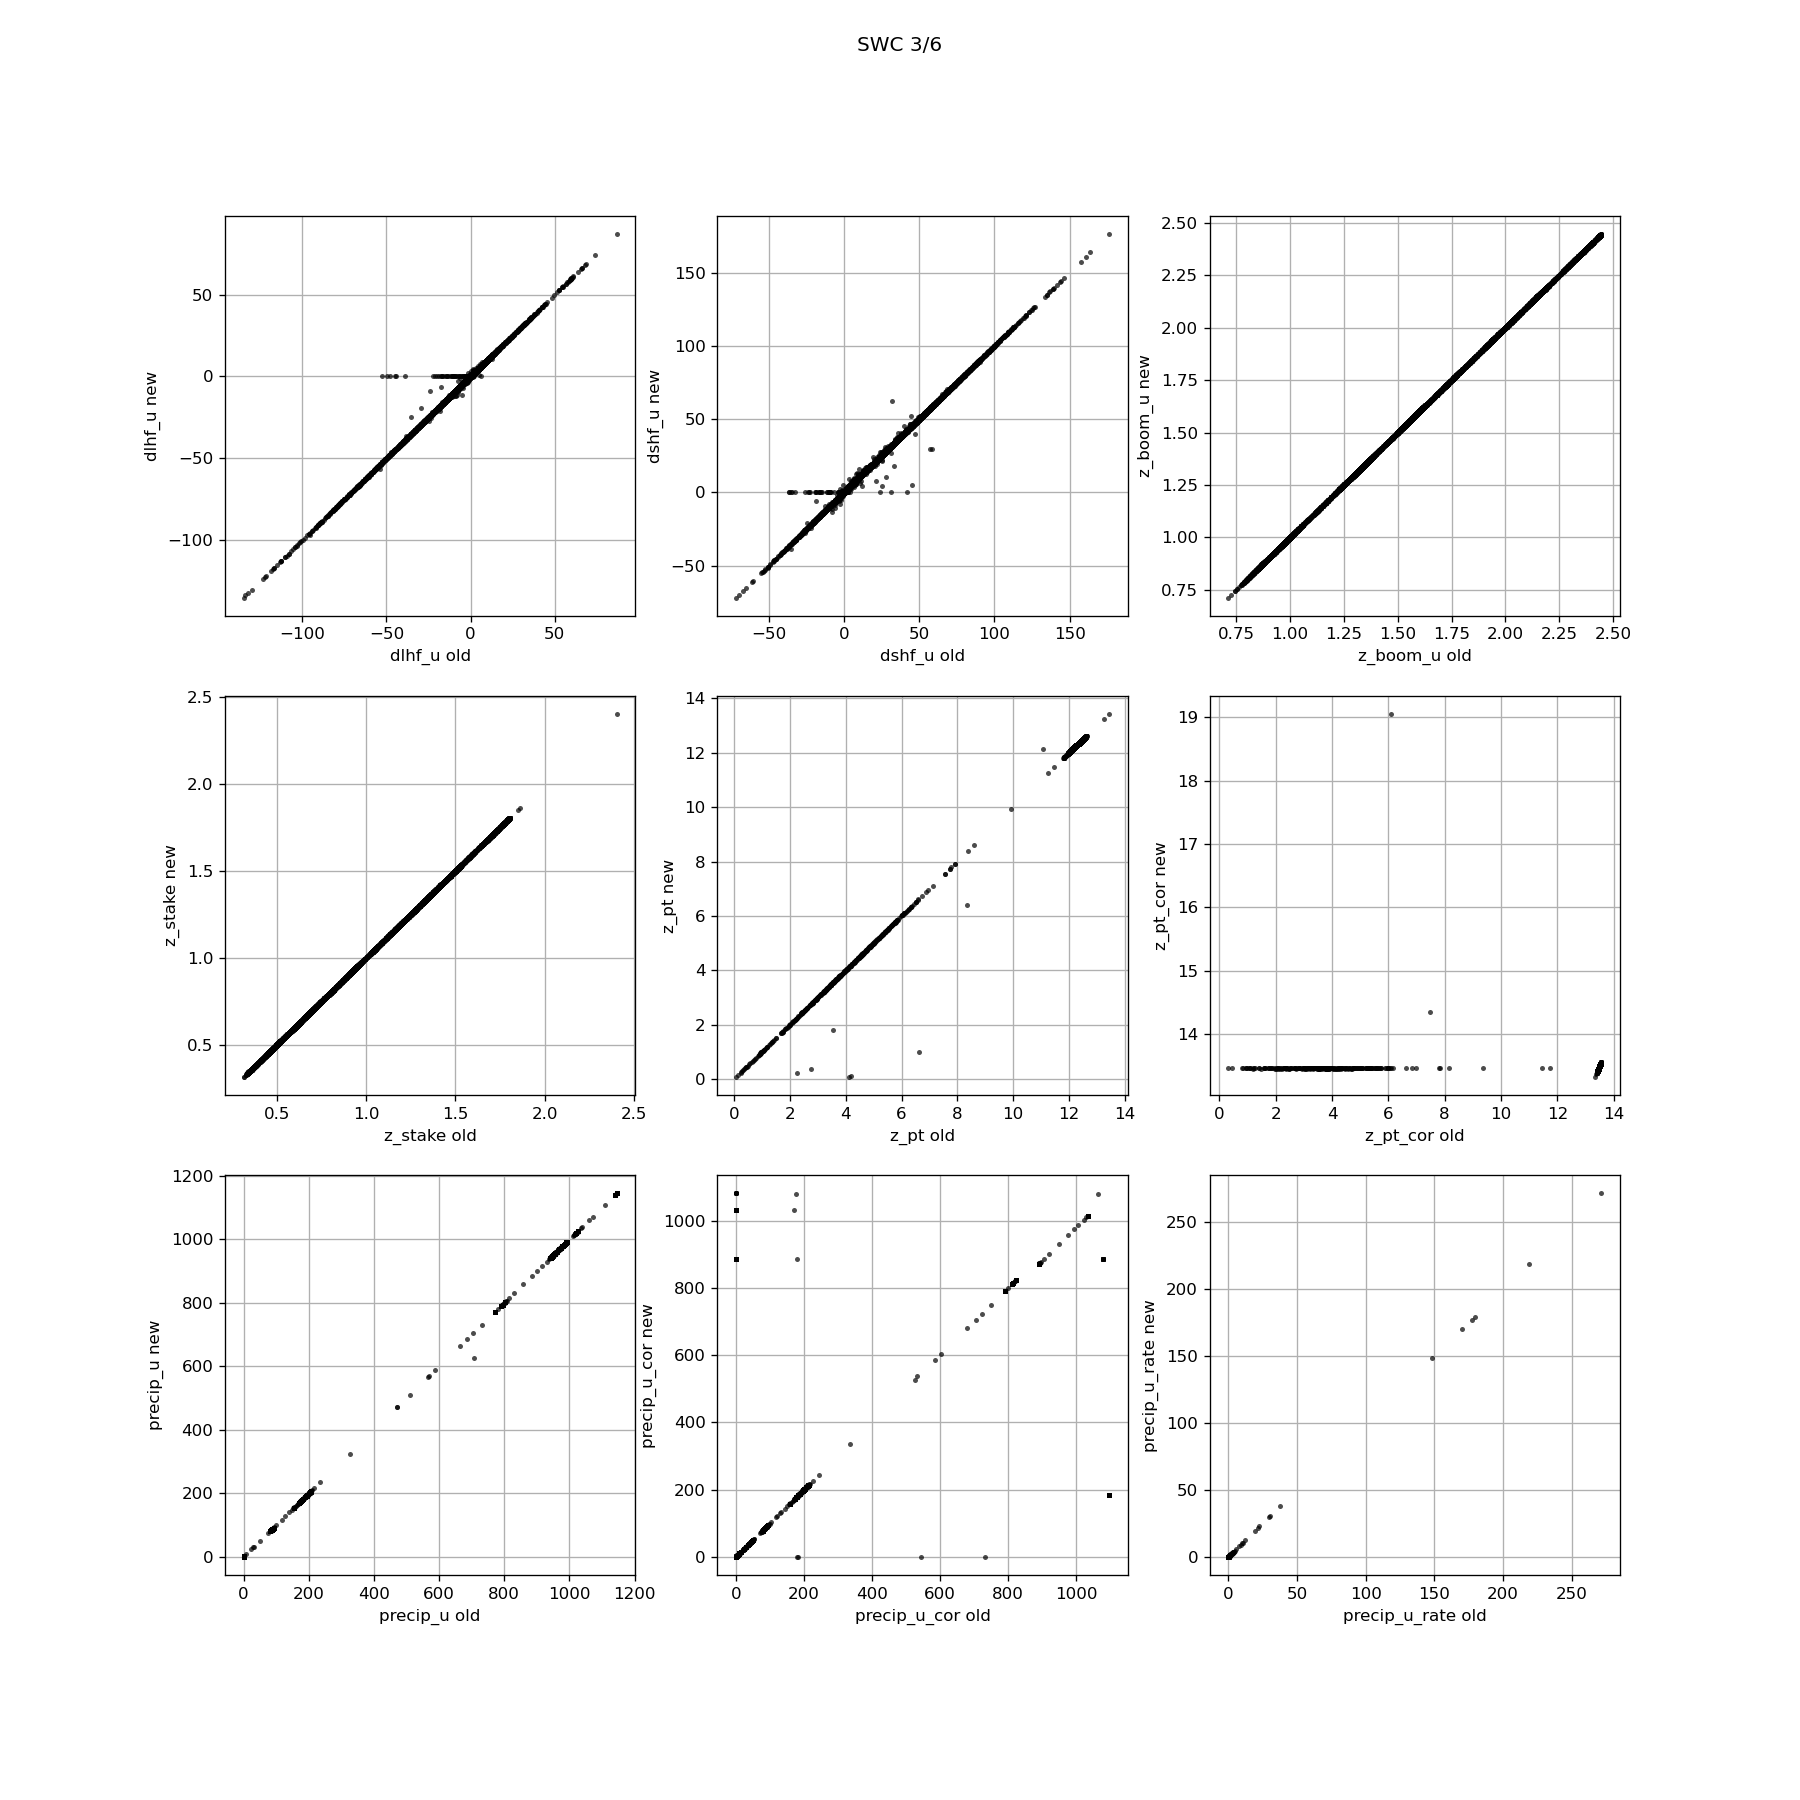 SWC 3/6
50
0
−50
−100
dlhf_u new
−100 −50 0 50
dlhf_u old
150
100
50
0
−50
dshf_u new
−50 0 50 100 150
dshf_u old
2.50
2.25
2.00
1.75
1.50
1.25
1.00
0.75
z_boom_u new
0.75 1.00 1.25 1.50 1.75 2.00 2.25 2.50
z_boom_u old
2.5
2.0
1.5
1.0
0.5
z_stake new
0.5 1.0 1.5 2.0 2.5
z_stake old
14
12
10
8
6
4
2
0
z_pt new
0 2 4 6 8 10 12 14
z_pt old
19
18
17
16
15
14
z_pt_cor new
0 2 4 6 8 10 12 14
z_pt_cor old
1200
1000
800
600
400
200
0
precip_u new
0 200 400 600 800 1000 1200
precip_u old
1000
800
600
400
200
0
precip_u_cor new
0 200 400 600 800 1000
precip_u_cor old
250
200
150
100
50
0
precip_u_rate new
0 50 100 150 200 250
precip_u_rate old